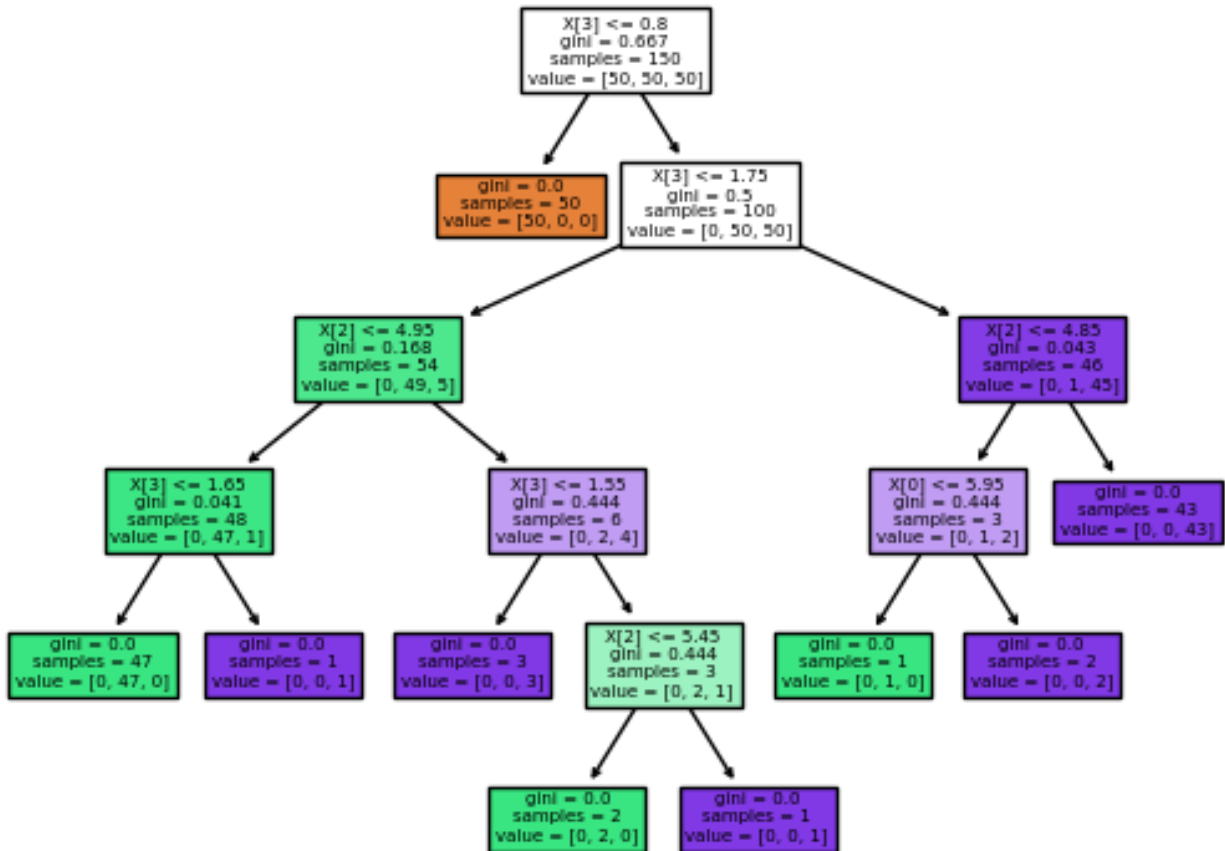 X[3] <= 0.8
gini = 0.667
samples = 150
value = [50, 50, 50]
gini = 0.0
samples = 50
value = [50, 0, 0]
X[3] <= 1.75
gini = 0.5
samples = 100
value = [0, 50, 50]
X[2] <= 4.95
gini = 0.168
samples = 54
value = [0, 49, 5]
X[2] <= 4.85
gini = 0.043
samples = 46
value = [0, 1, 45]
X[3] <= 1.65
gini = 0.041
samples = 48
value = [0, 47, 1]
X[3] <= 1.55
gini = 0.444
samples = 6
value = [0, 2, 4]
X[0] <= 5.95
gini = 0.444
samples = 3
value = [0, 1, 2]
gini = 0.0
samples = 43
value = [0, 0, 43]
gini = 0.0
samples = 47
value = [0, 47, 0]
gini = 0.0
samples = 1
value = [0, 0, 1]
gini = 0.0
samples = 3
value = [0, 0, 3]
X[2] <= 5.45
gini = 0.444
samples = 3
value = [0, 2, 1]
gini = 0.0
samples = 1
value = [0, 1, 0]
gini = 0.0
samples = 2
value = [0, 0, 2]
gini = 0.0
samples = 2
value = [0, 2, 0]
gini = 0.0
samples = 1
value = [0, 0, 1]